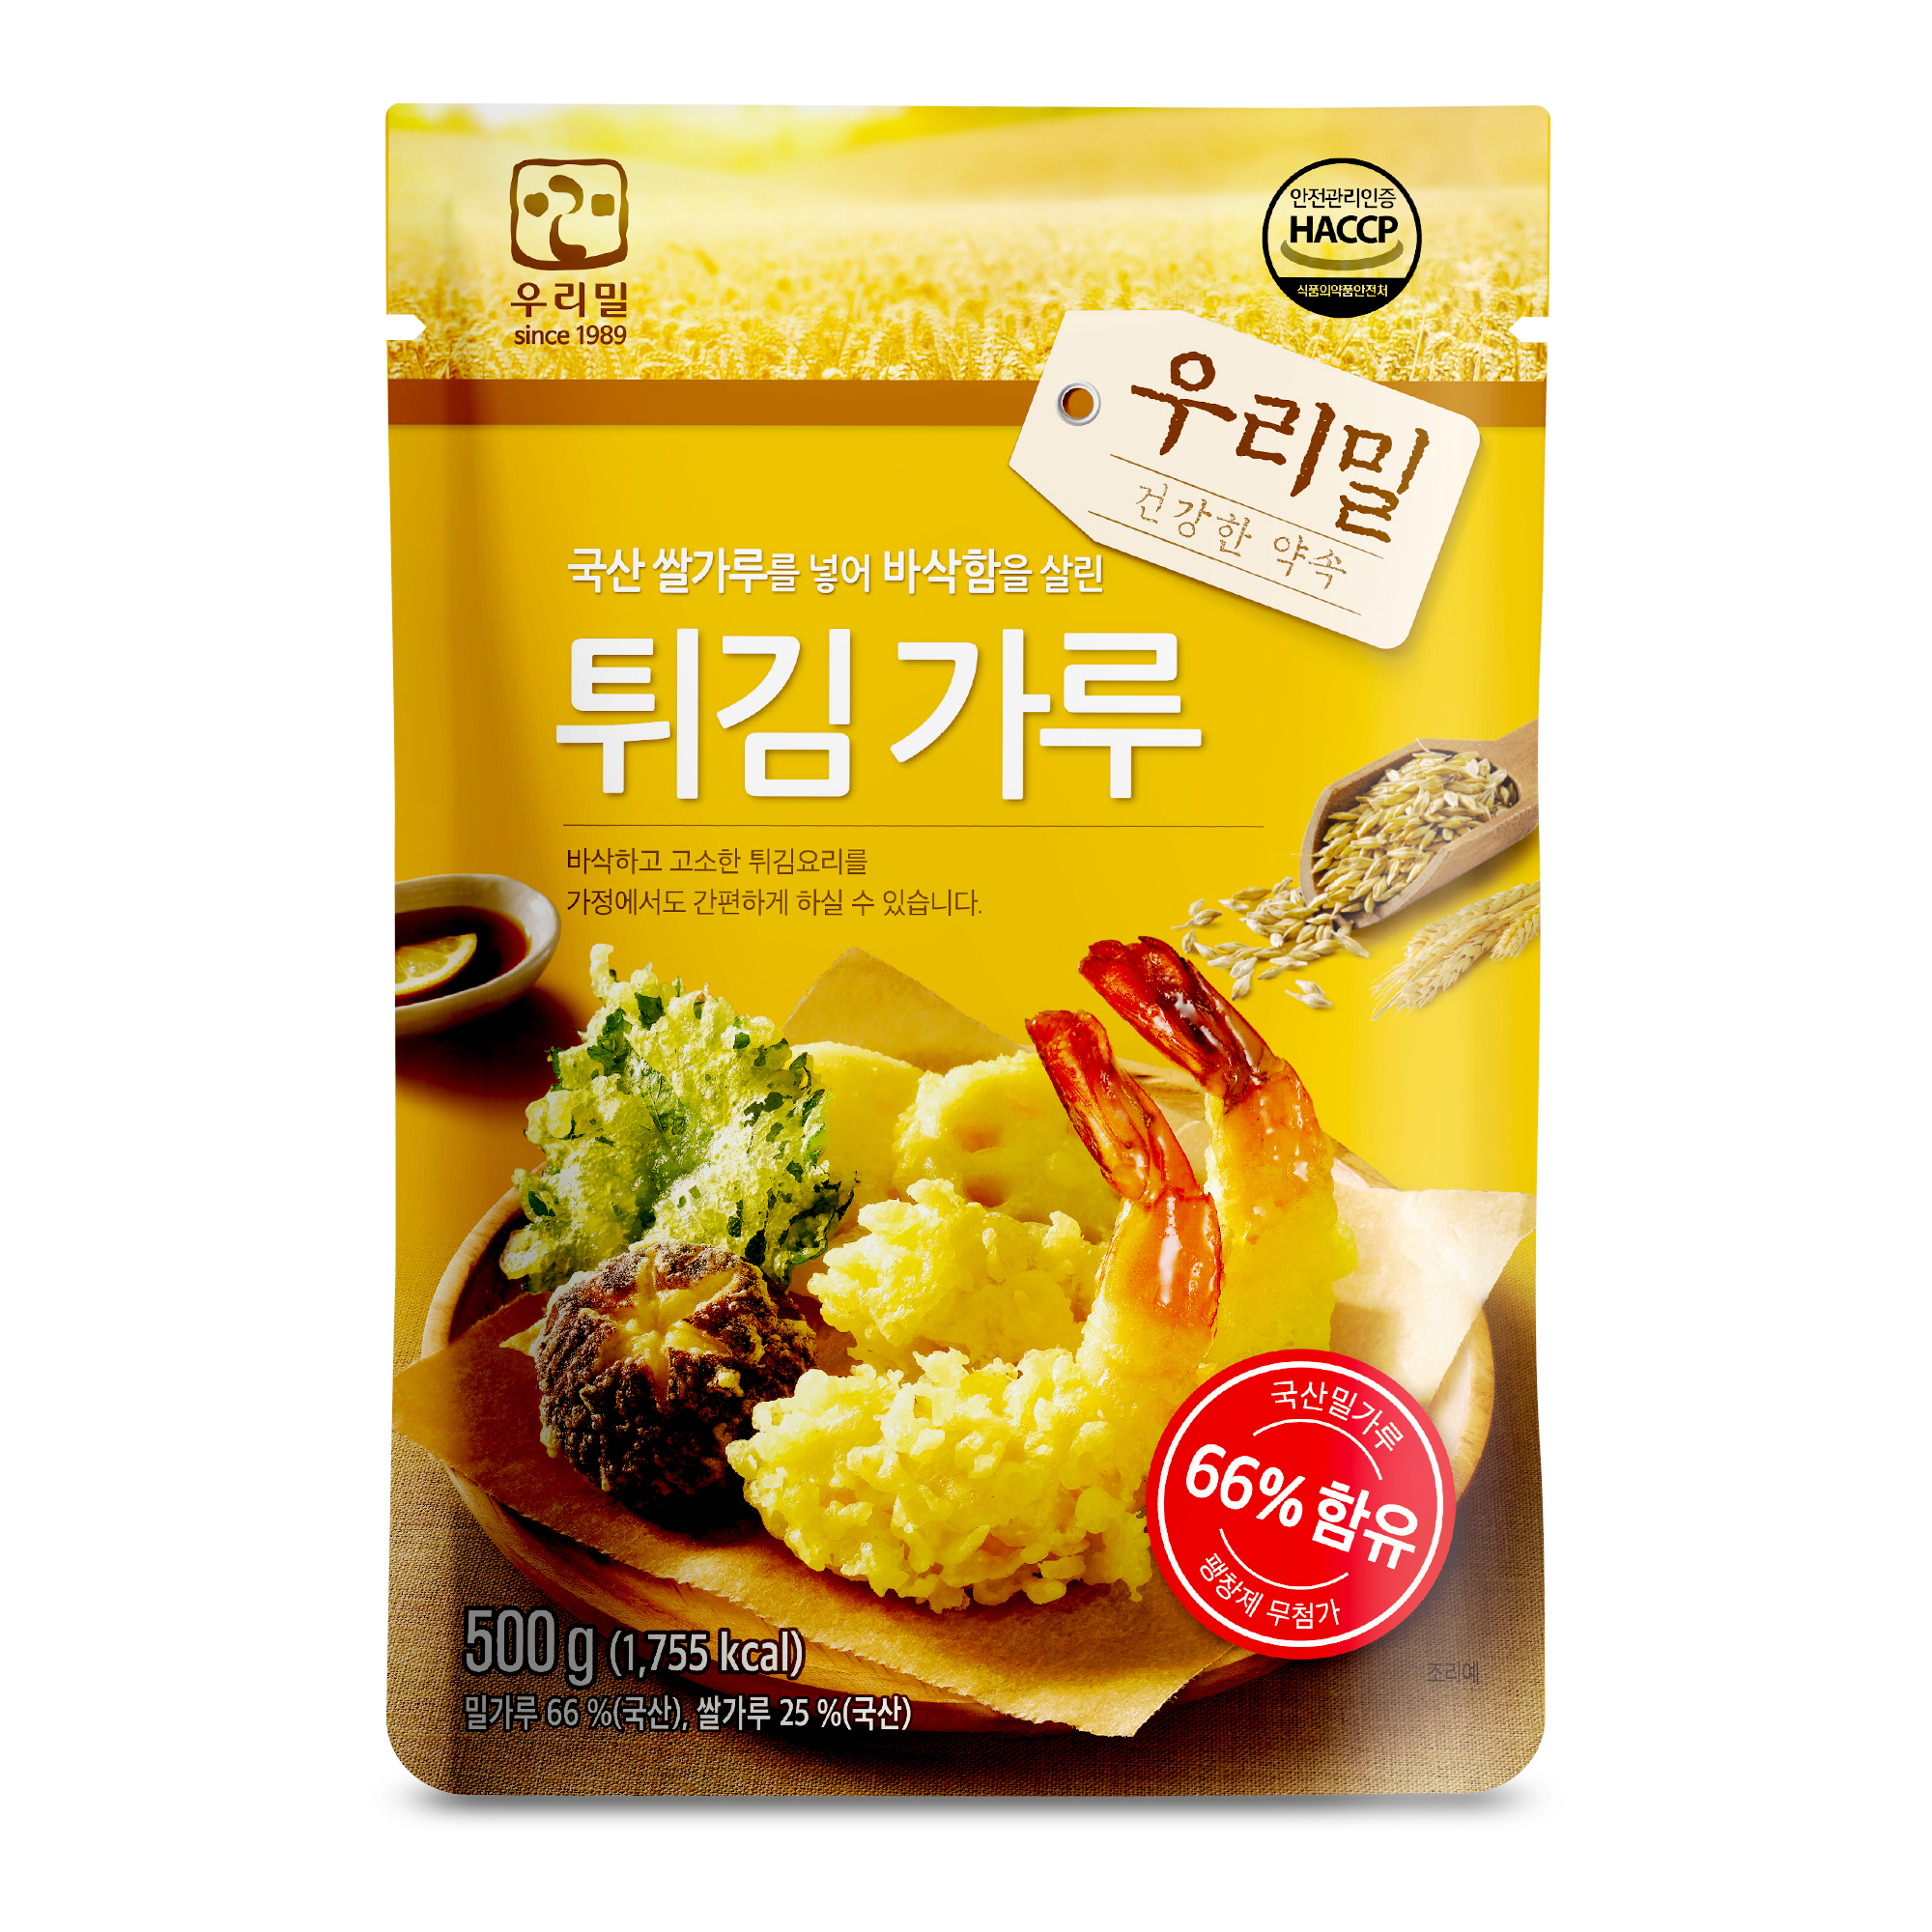 우리밀
since 1989
안전관리인증
HACCP
식품의약품안전처
우리밀
건강한 약속
국산 쌀가루를 넣어 바삭함을 살린
튀김가루
바삭하고 고소한 튀김요리를
가정에서도 간편하게 하실 수 있습니다.
국산밀가루
66% 함유
팽창제 무첨가
500 g (1,755 kcal)
밀가루 66 %(국산), 쌀가루 25 %(국산)
조리예